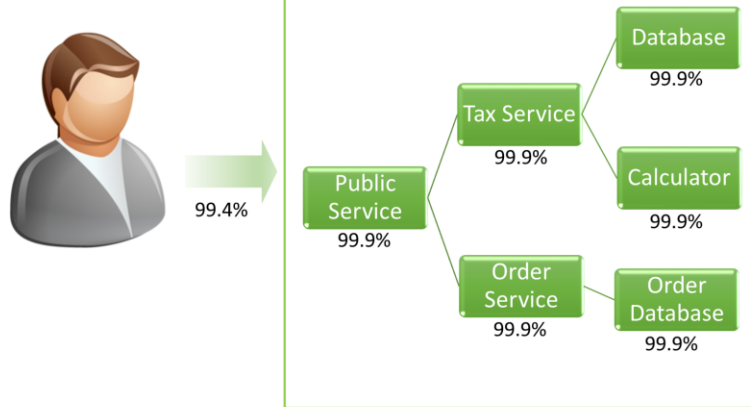 99.4%
Public
Service
99.9%
Tax Service
99.9%
Database
99.9%
Calculator
99.9%
Order
Service
99.9%
Order
Database
99.9%